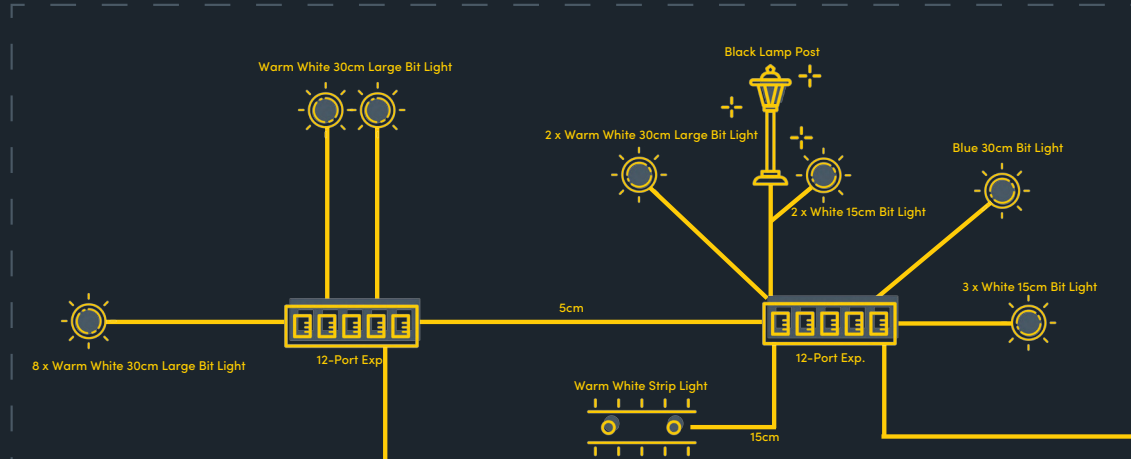 Black Lamp Post
Warm White 30cm Large Bit Light
2 x Warm White 30cm Large Bit Light
Blue 30cm Bit Light
2 x White 15cm Bit Light
3 x White 15cm Bit Light
5cm
12-Port Exp.
12-Port Exp.
8 x Warm White 30cm Large Bit Light
Warm White Strip Light
15cm